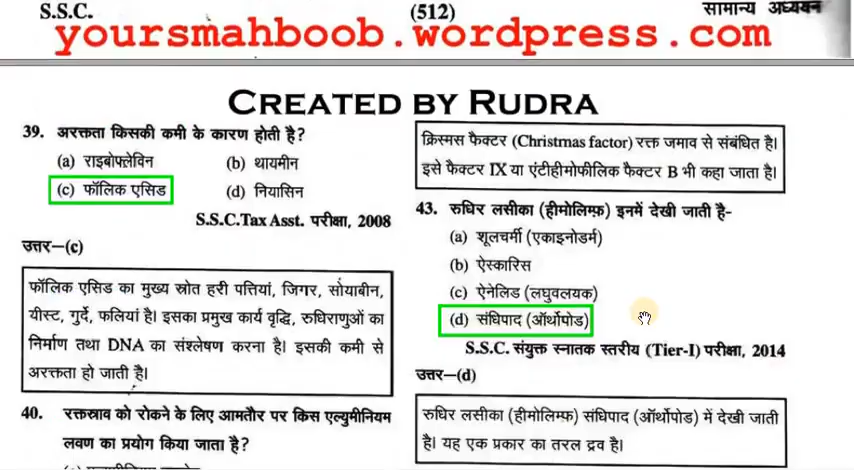 S.S.C.
(512)
सामान्य अध्ययन
yoursmahboob.wordpress.com
CREATED BY RUDRA
39. अरक्तता किसकी कमी के कारण होती है?
(a) राइबोफ्लेविन (b) थायमीन
(c) फॉलिक एसिड (d) नियासिन
S.S.C.Tax Asst. परीक्षा, 2008
उत्तर—(c)
फॉलिक एसिड का मुख्य स्रोत हरी पत्तियां, जिगर, सोयाबीन,
यीस्ट, गुर्दे, फलियां है। इसका प्रमुख कार्य वृद्धि, रुधिराणुओं का
निर्माण तथा DNA का संश्लेषण करना है। इसकी कमी से
अरक्तता हो जाती है।
40. रक्तस्राव को रोकने के लिए आमतौर पर किस एल्युमीनियम
लवण का प्रयोग किया जाता है?
क्रिस्मस फैक्टर (Christmas factor) रक्त जमाव से संबंधित है।
इसे फैक्टर IX या एंटीहीमोफीलिक फैक्टर B भी कहा जाता है।
43. रुधिर लसीका (हीमोलिम्फ़) इनमें देखी जाती है-
(a) शूलचर्मी (एकाइनोडर्म)
(b) ऐस्कारिस
(c) ऐनेलिड (लघुवलयक)
(d) संधिपाद (ऑर्थोपोड)
S.S.C. संयुक्त स्नातक स्तरीय (Tier-I) परीक्षा, 2014
उत्तर—(d)
रुधिर लसीका (हीमोलिम्फ़) संधिपाद (ऑर्थोपोड) में देखी जाती
है। यह एक प्रकार का तरल द्रव है।